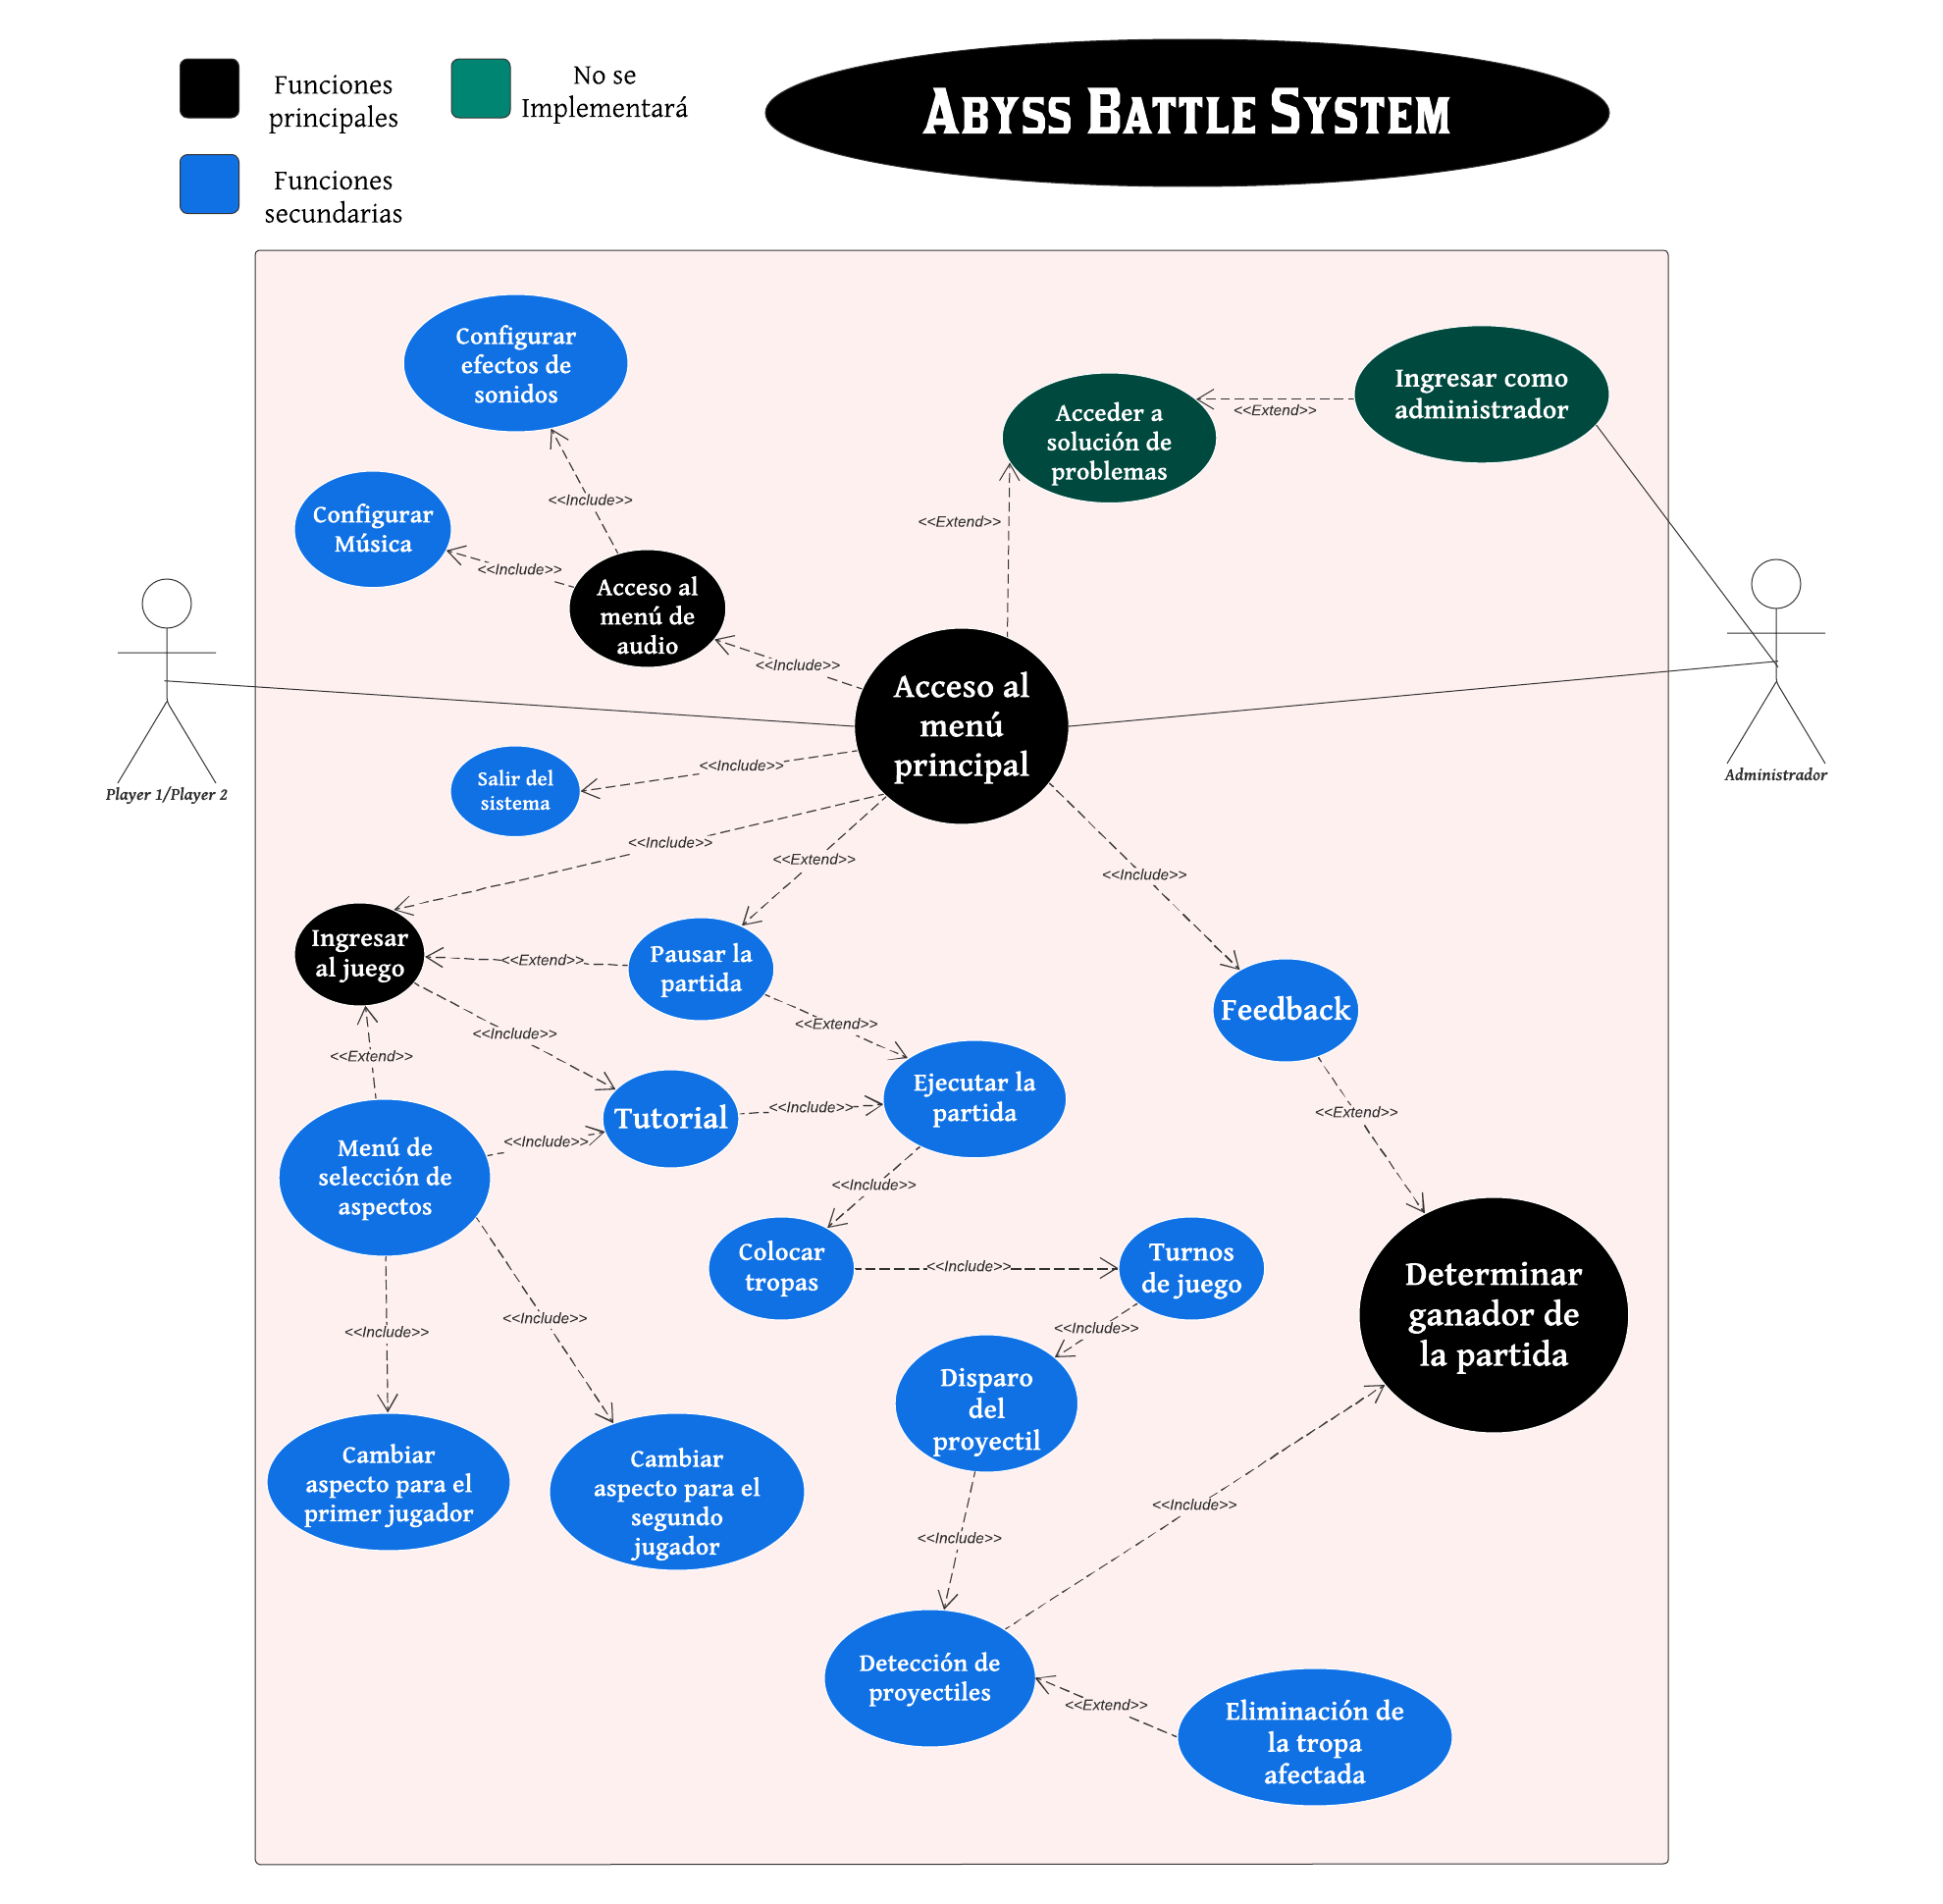 Funciones
principales
No se
Implementará
Funciones
secundarias
ABYSS BATTLE SYSTEM
Configurar
efectos de
sonidos
Ingresar como
administrador
<<Extend>>
Acceder a
solución de
problemas
<<Include>>
Configurar
Música
<<Extend>>
<<Include>>
Acceso al
menú de
audio
<<Include>>
Acceso al
menú
principal
Player 1/Player 2
Administrador
<<Include>>
Salir del
sistema
<<Include>>
<<Extend>>
<<Include>>
Ingresar
al juego
<<Extend>>
Pausar la
partida
Feedback
<<Include>>
<<Extend>>
<<Extend>>
Ejecutar la
partida
Tutorial
<<Include>>
<<Extend>>
<<Include>>
Menú de
selección de
aspectos
<<Include>>
Colocar
tropas
<<Include>>
Turnos
de juego
Determinar
ganador de
la partida
<<Include>>
<<Include>>
<<Include>>
Disparo
del
proyectil
Cambiar
aspecto para el
primer jugador
Cambiar
aspecto para el
segundo
jugador
<<Include>>
<<Include>>
Detección de
proyectiles
<<Extend>>
Eliminación de
la tropa
afectada